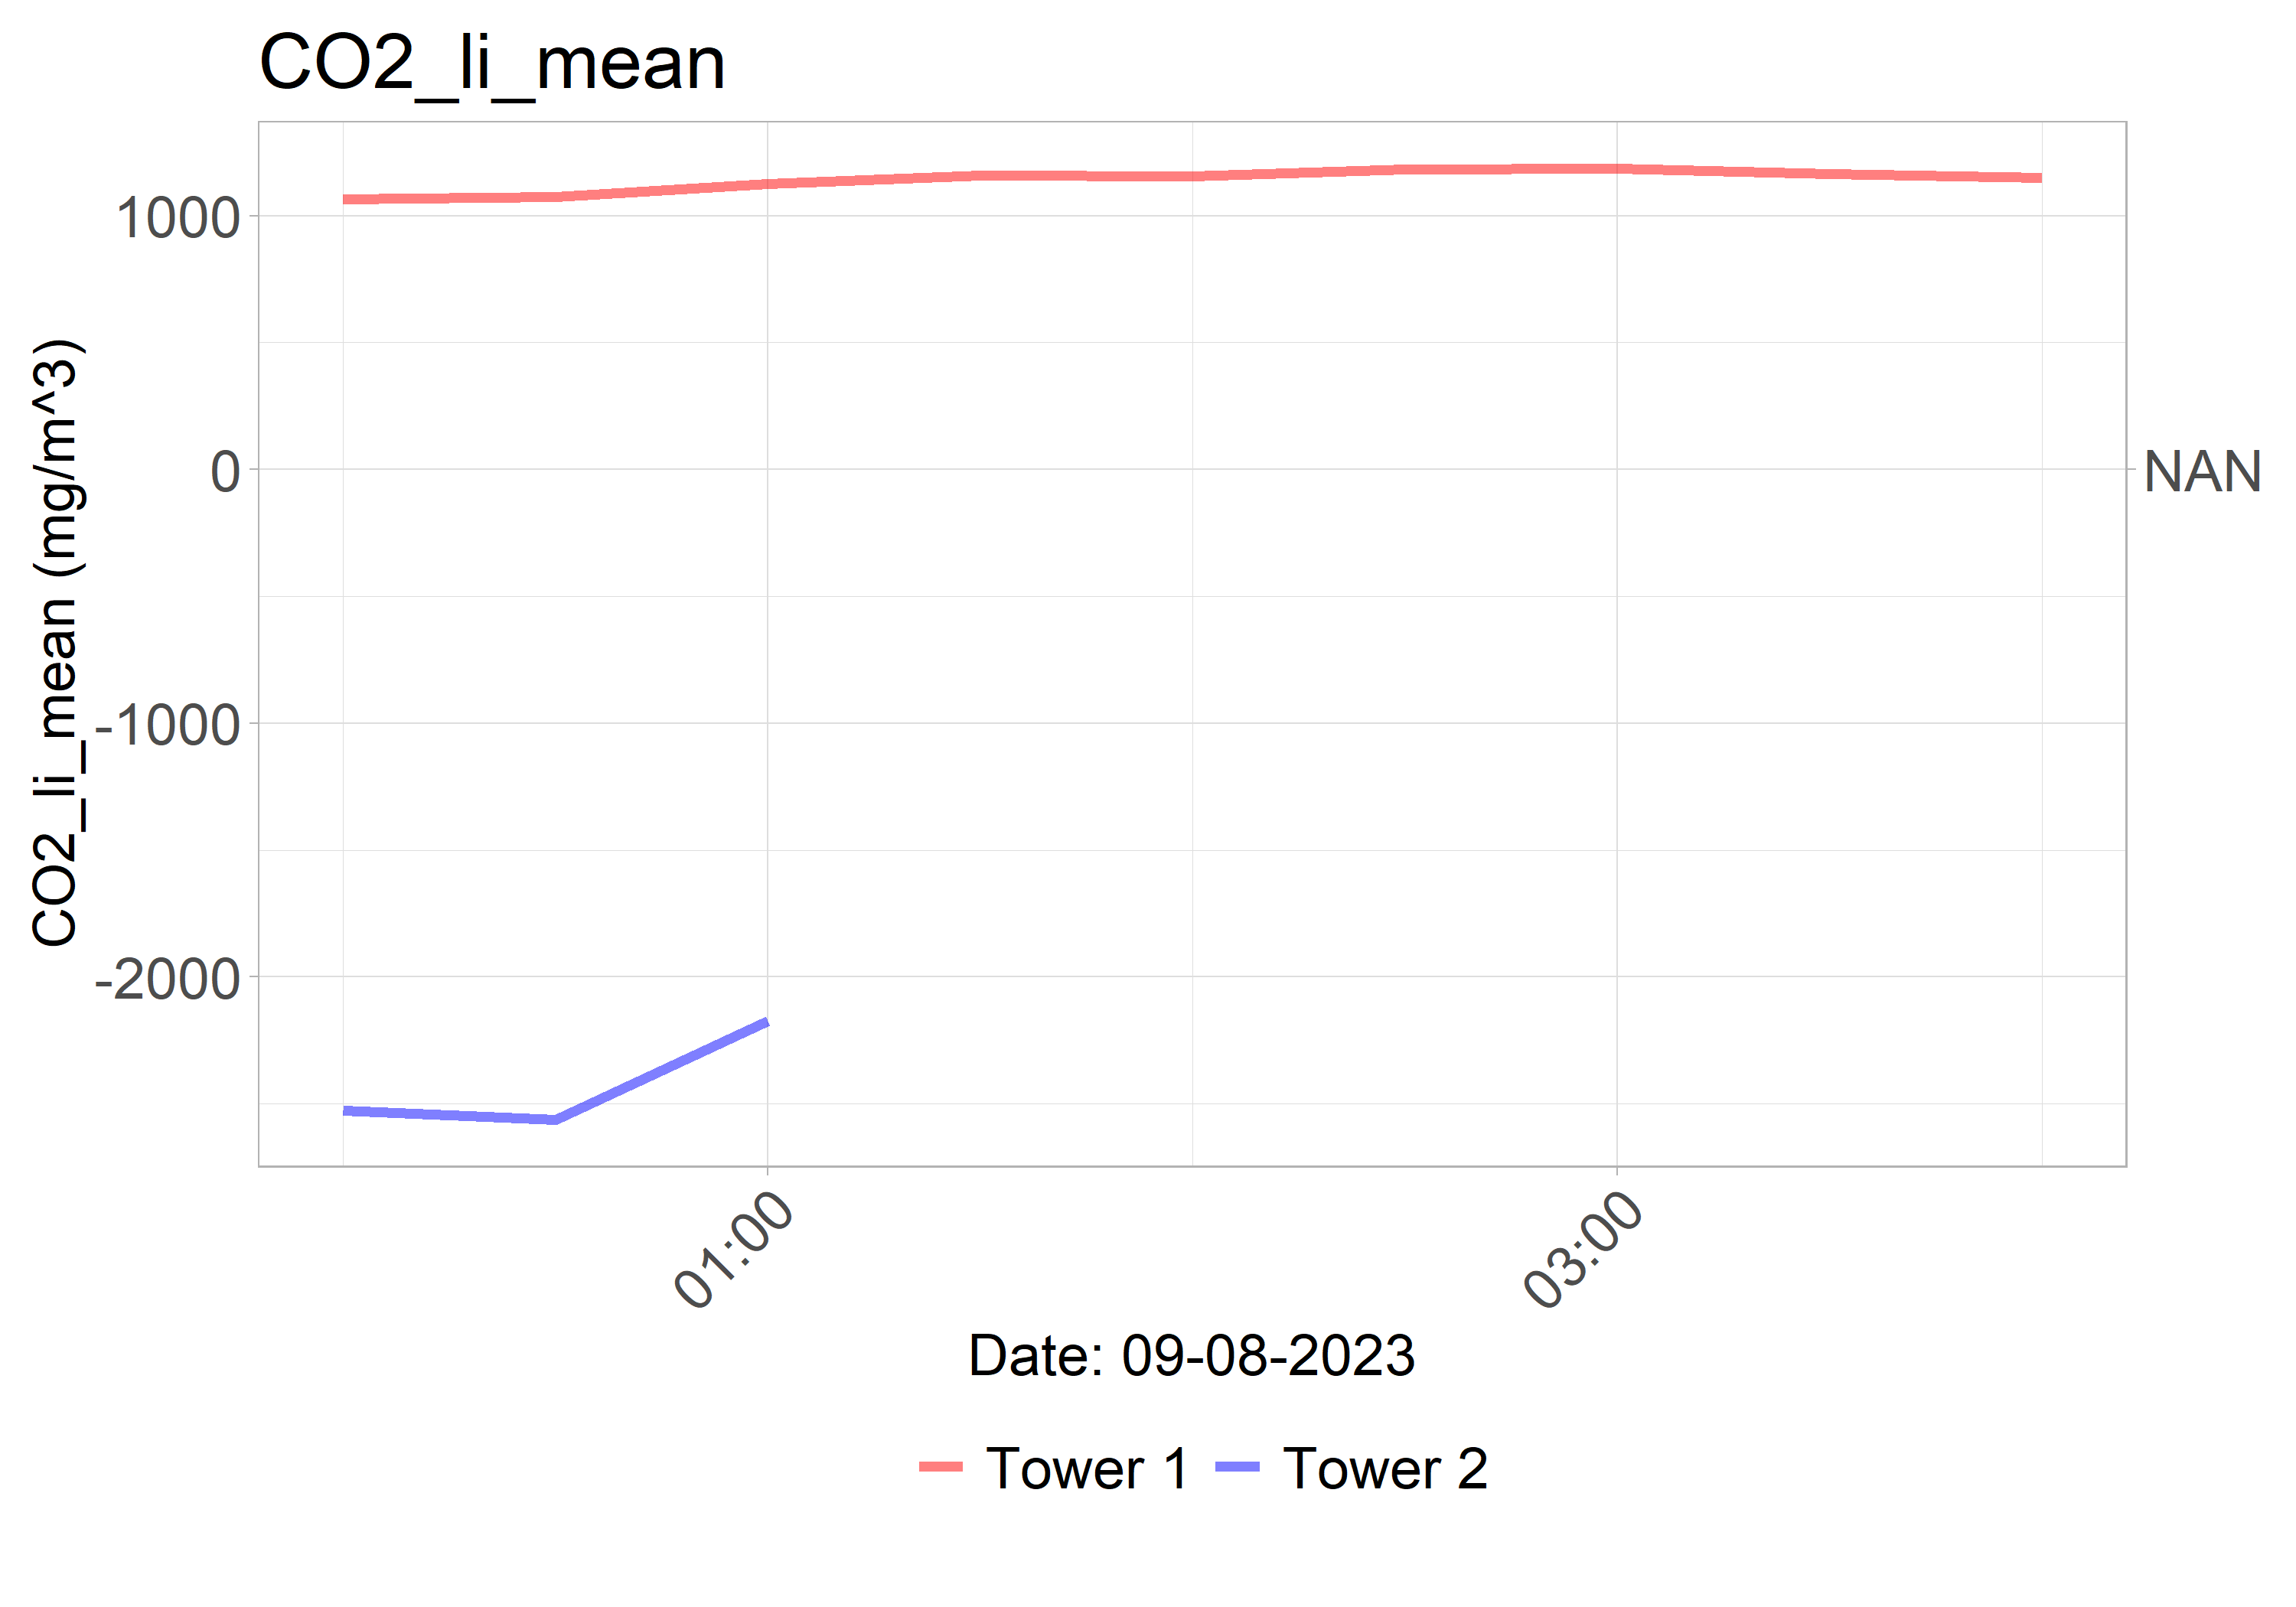 CO2_li_mean
CO2_li_mean (mg/m^3)
1000
0
-1000
-2000
NAN
01:00
03:00
Date: 09-08-2023
Tower 1
Tower 2